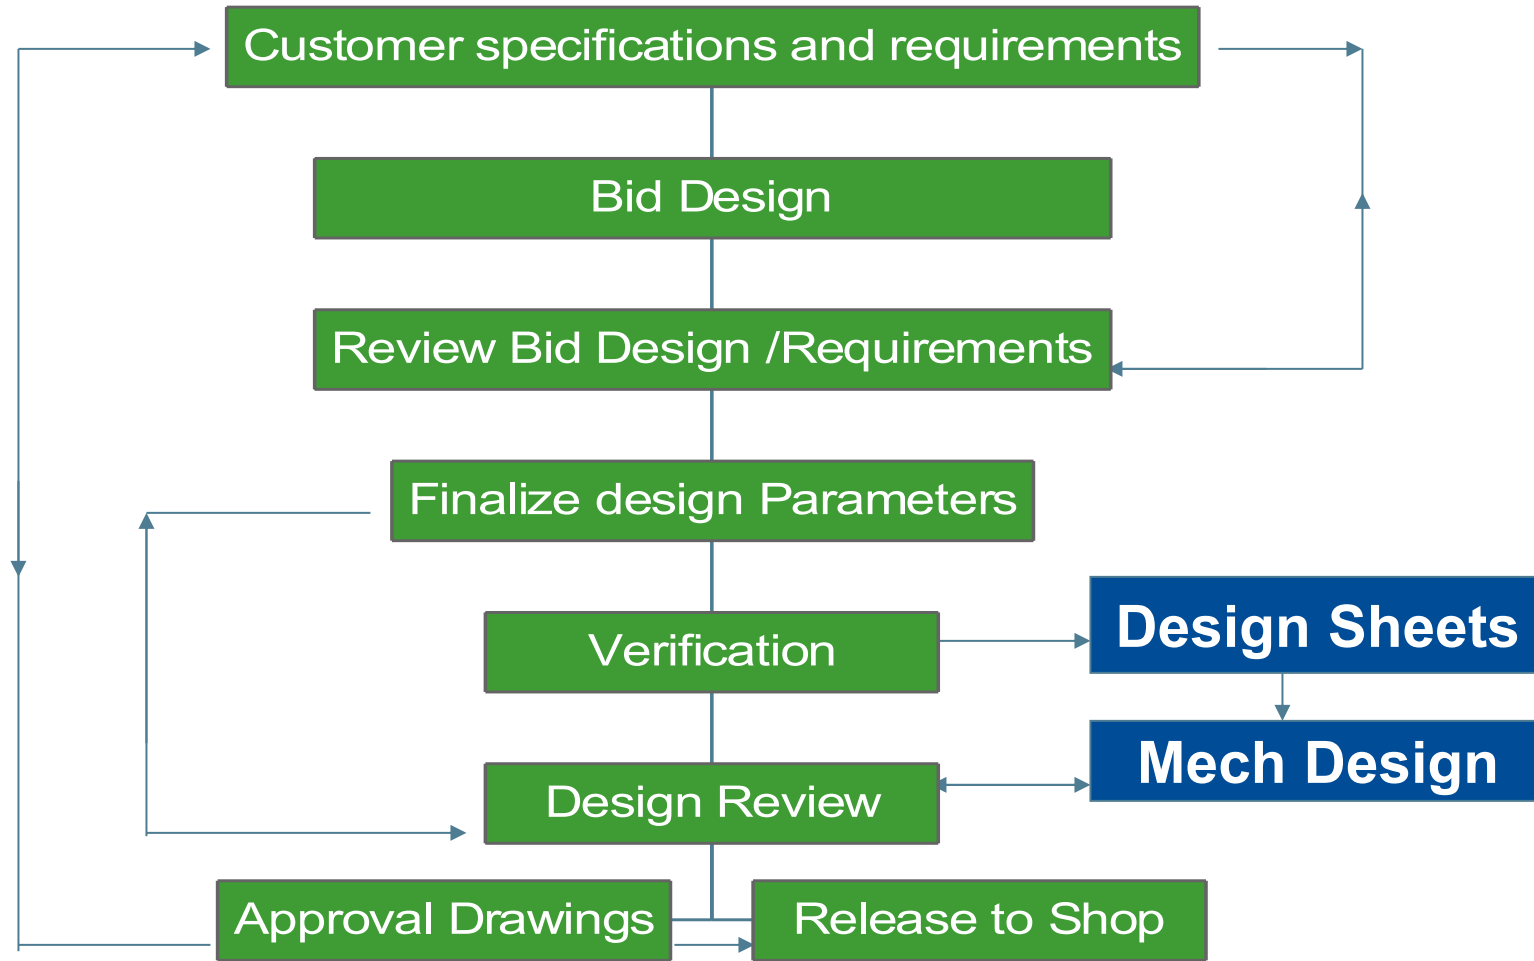 Customer specifications and requirements
Bid Design
Review Bid Design /Requirements
Finalize design Parameters
Verification
Design Sheets
Mech Design
Design Review
Approval Drawings
Release to Shop